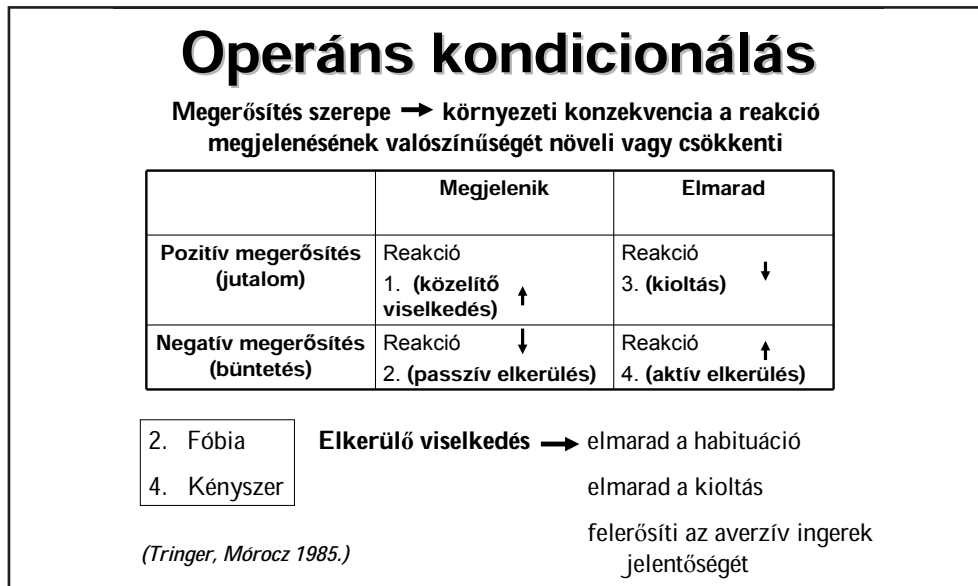 Operáns kondicionálás
Megerősítés szerepe → környezeti konzekvencia a reakció
megjelenésének valószínűségét növeli vagy csökkenti
Megjelenik
Elmarad
Pozitív megerősítés
(jutalom)
Reakció
1. (közelítő ↑
viselkedés)
Reakció ↓
3. (kioltás)
Negatív megerősítés
(büntetés)
Reakció ↓
2. (passzív elkerülés)
Reakció ↑
4. (aktív elkerülés)
2. Fóbia
4. Kényszer
Elkerülő viselkedés → elmarad a habituáció
elmarad a kioltás
felerősíti az averzív ingerek
jelentőségét
(Tringer, Mórocz 1985.)